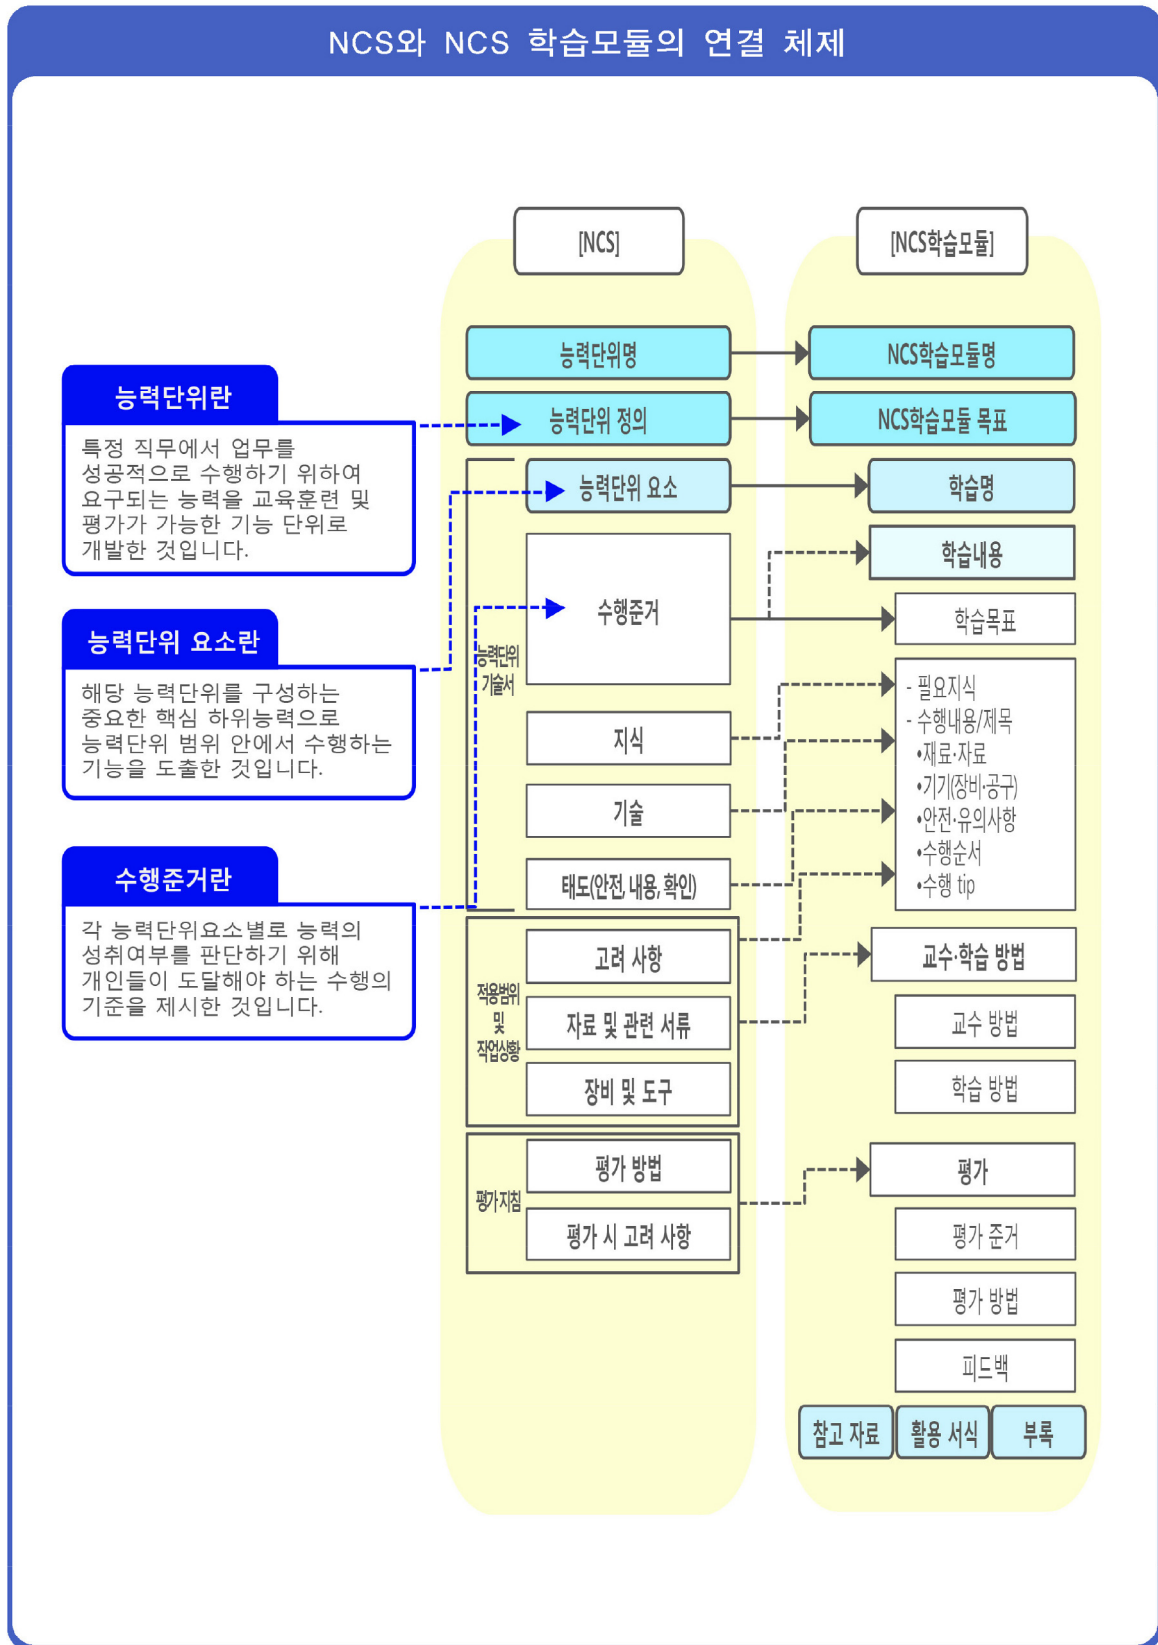 NCS와 NCS 학습모듈의 연결 체제
[NCS]
[NCS학습모듈]
능력단위명
NCS학습모듈명
능력단위 정의
NCS학습모듈 목표
능력단위란
특정 직무에서 업무를
성공적으로 수행하기 위하여
요구되는 능력을 교육훈련 및
평가가 가능한 기능 단위로
개발한 것입니다.
능력단위 요소란
해당 능력단위를 구성하는
중요한 핵심 하위능력으로
능력단위 범위 안에서 수행하는
기능을 도출한 것입니다.
수행준거란
각 능력단위요소별로 능력의
성취여부를 판단하기 위해
개인들이 도달해야 하는 수행의
기준을 제시한 것입니다.
능력단위
기술서
능력단위 요소
수행준거
지식
기술
태도(안전, 내용, 확인)
적용범위
및
작업상황
고려 사항
자료 및 관련 서류
장비 및 도구
평가지침
평가 방법
평가 시 고려 사항
학습명
학습내용
학습목표
- 필요지식
- 수행내용/제목
•재료·자료
•기기(장비·공구)
•안전·유의사항
•수행순서
•수행 tip
교수·학습 방법
교수 방법
학습 방법
평가
평가 준거
평가 방법
피드백
참고 자료
활용 서식
부록